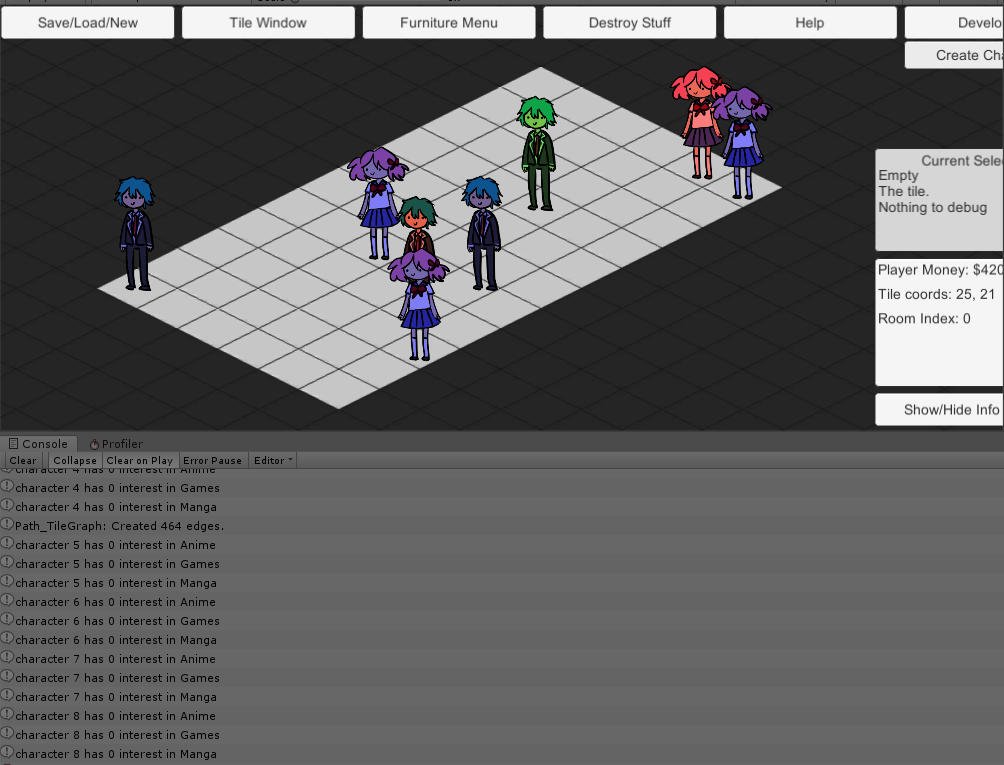 Save/Load/New
Tile Window
Furniture Menu
Destroy Stuff
Help
Develo
Create Cha
Current Selec
Empty
The tile.
Nothing to debug
Player Money: $420
Tile coords: 25, 21
Room Index: 0
Show/Hide Info
Console
Profiler
Clear
Collapse
Clear on Play
Error Pause
Editor
character 4 has 0 interest in Anime
character 4 has 0 interest in Games
character 4 has 0 interest in Manga
Path_TileGraph: Created 464 edges.
character 5 has 0 interest in Anime
character 5 has 0 interest in Games
character 5 has 0 interest in Manga
character 6 has 0 interest in Anime
character 6 has 0 interest in Games
character 6 has 0 interest in Manga
character 7 has 0 interest in Anime
character 7 has 0 interest in Games
character 7 has 0 interest in Manga
character 8 has 0 interest in Anime
character 8 has 0 interest in Games
character 8 has 0 interest in Manga